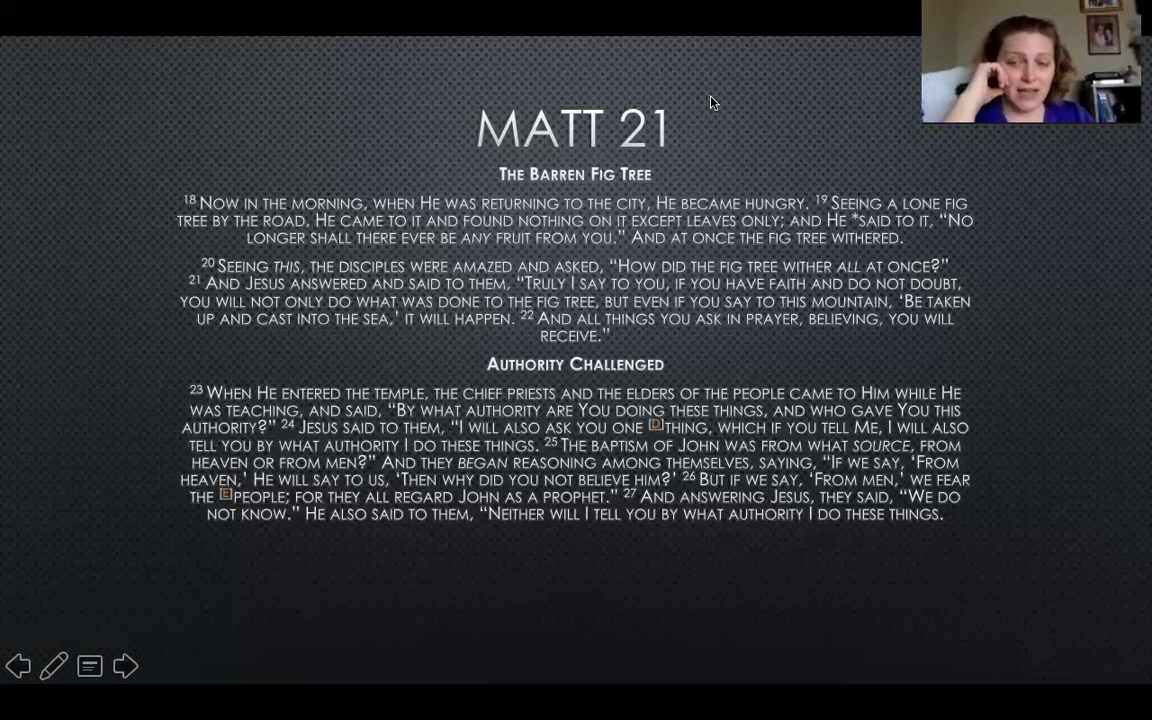 MATT 21
THE BARREN FIG TREE
18 NOW IN THE MORNING, WHEN HE WAS RETURNING TO THE CITY, HE BECAME HUNGRY. 19 SEEING A LONE FIG
TREE BY THE ROAD, HE CAME TO IT AND FOUND NOTHING ON IT EXCEPT LEAVES ONLY; AND HE *SAID TO IT, “NO
LONGER SHALL THERE EVER BE ANY FRUIT FROM YOU.” AND AT ONCE THE FIG TREE WITHERED.
20 SEEING THIS, THE DISCIPLES WERE AMAZED AND ASKED, “HOW DID THE FIG TREE WITHER ALL AT ONCE?”
21 AND JESUS ANSWERED AND SAID TO THEM, “TRULY I SAY TO YOU, IF YOU HAVE FAITH AND DO NOT DOUBT,
YOU WILL NOT ONLY DO WHAT WAS DONE TO THE FIG TREE, BUT EVEN IF YOU SAY TO THIS MOUNTAIN, ‘BE TAKEN
UP AND CAST INTO THE SEA,’ IT WILL HAPPEN. 22 AND ALL THINGS YOU ASK IN PRAYER, BELIEVING, YOU WILL
RECEIVE.”
AUTHORITY CHALLENGED
23 WHEN HE ENTERED THE TEMPLE, THE CHIEF PRIESTS AND THE ELDERS OF THE PEOPLE CAME TO HIM WHILE HE
WAS TEACHING, AND SAID, “BY WHAT AUTHORITY ARE YOU DOING THESE THINGS, AND WHO GAVE YOU THIS
AUTHORITY?” 24 JESUS SAID TO THEM, “I WILL ALSO ASK YOU ONE [D]THING, WHICH IF YOU TELL ME, I WILL ALSO
TELL YOU BY WHAT AUTHORITY I DO THESE THINGS. 25 THE BAPTISM OF JOHN WAS FROM WHAT SOURCE, FROM
HEAVEN OR FROM MEN?” AND THEY BEGAN REASONING AMONG THEMSELVES, SAYING, “IF WE SAY, ‘FROM
HEAVEN,’ HE WILL SAY TO US, ‘THEN WHY DID YOU NOT BELIEVE HIM?’ 26 BUT IF WE SAY, ‘FROM MEN,’ WE FEAR
THE [E]PEOPLE; FOR THEY ALL REGARD JOHN AS A PROPHET.” 27 AND ANSWERING JESUS, THEY SAID, “WE DO
NOT KNOW.” HE ALSO SAID TO THEM, “NEITHER WILL I TELL YOU BY WHAT AUTHORITY I DO THESE THINGS.